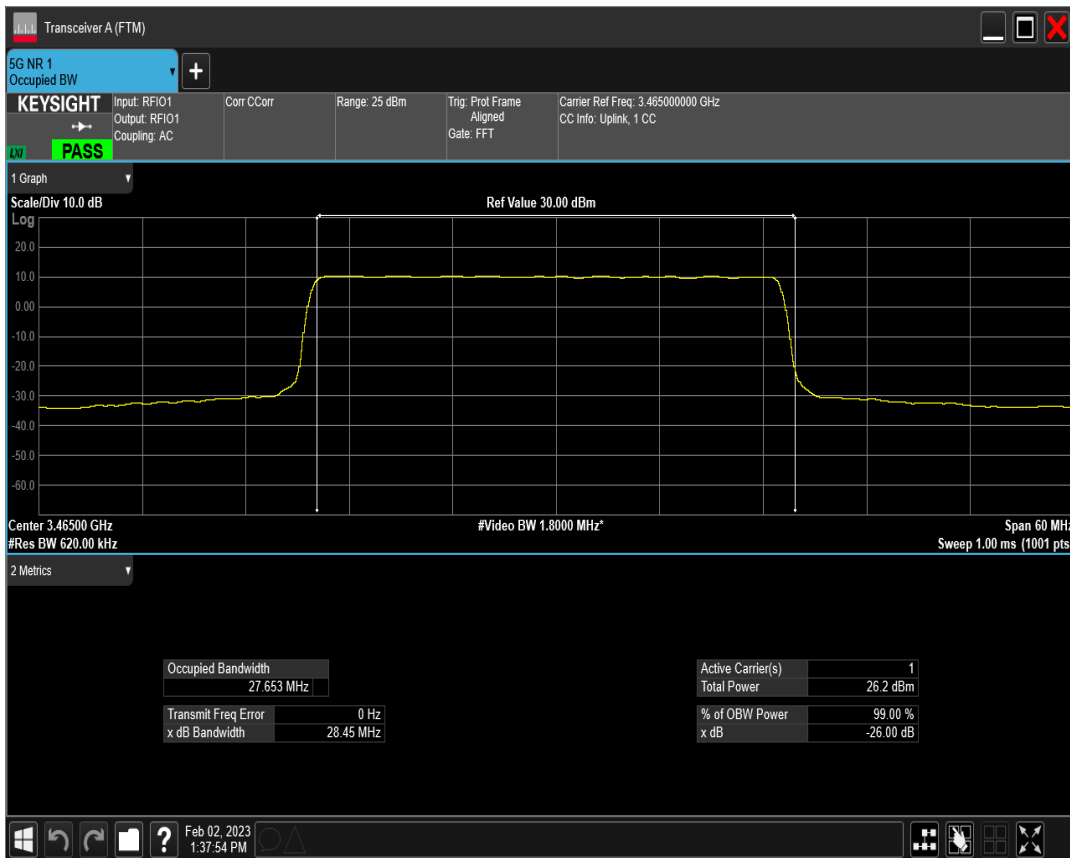 Transceiver A (FTM)
5G NR 1
Occupied BW
+
KEYSIGHT
LXI
PASS
Input: RFIO1
Output: RFIO1
Coupling: AC
Corr CCorr
Range: 25 dBm
Trig: Prot Frame
Aligned
Gate: FFT
Carrier Ref Freq: 3.465000000 GHz
CC Info: Uplink, 1 CC
1 Graph
Scale/Div 10.0 dB
Ref Value 30.00 dBm
Log
20.0
10.0
0.00
-10.0
-20.0
-30.0
-40.0
-50.0
-60.0
Center 3.46500 GHz
#Video BW 1.8000 MHz*
Span 60 MHz
#Res BW 620.00 kHz
Sweep 1.00 ms (1001 pts
2 Metrics
Occupied Bandwidth
27.653 MHz
Transmit Freq Error 0 Hz
x dB Bandwidth 28.45 MHz
Active Carrier(s) 1
Total Power 26.2 dBm
% of OBW Power 99.00 %
x dB -26.00 dB
?
Feb 02, 2023
1:37:54 PM